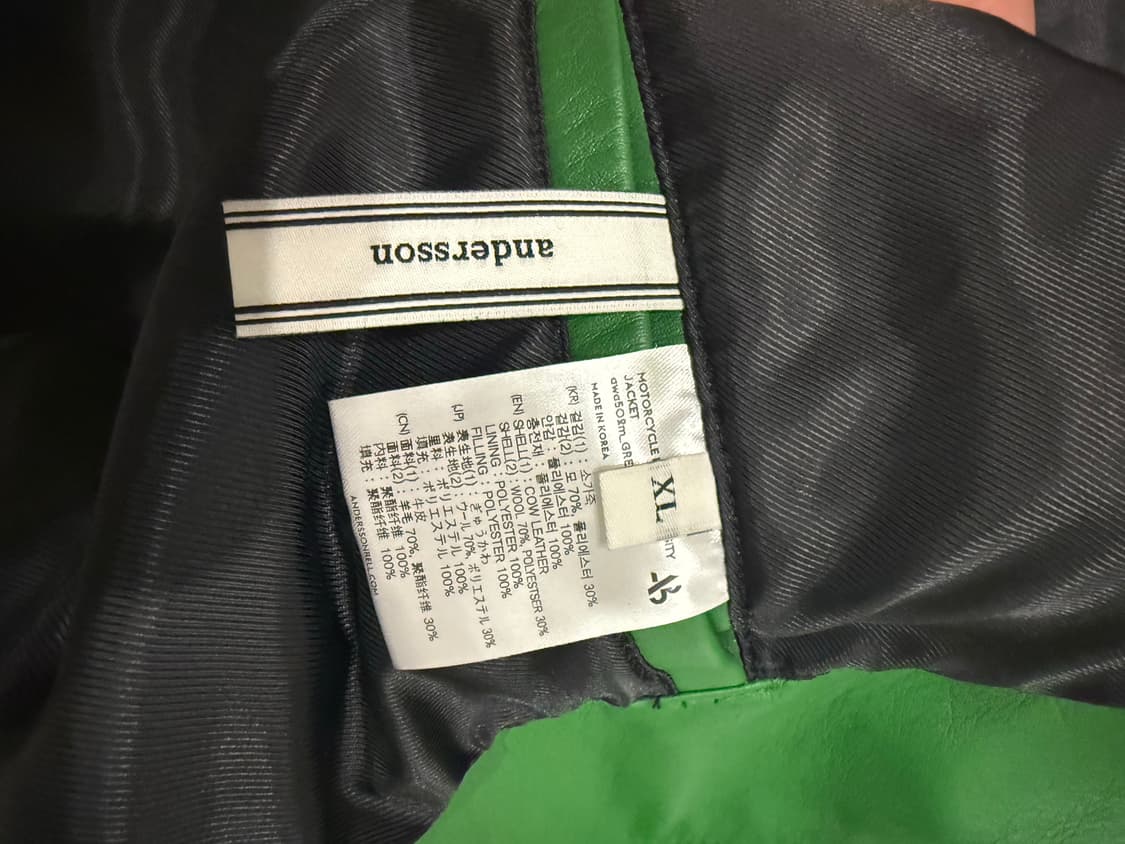 andersson
XL
MOTORCYCLE
JACKET
awa508m_GRE
MADE IN KOREA
(KR) 겉감(1) : 소가죽
겉감(2) : 모 70%, 폴리에스터 30%
안감 : 폴리에스터 100%
충전재 : 폴리에스터 100%
(EN) SHELL(1) : COW LEATHER
SHELL(2) : WOOL 70%, POLYESTSER 30%
LINING : POLYESTER 100%
FILLING : POLYESTER 100%
(JP) 表生地(1) : ぎゅうかわ
表生地(2) : ウール 70%, ポリエステル 30%
里料 : ポリエステル 100%
填充 : ポリエステル 100%
(CN) 面料(1) : 牛皮
面料(2) : 羊毛 70%, 聚酯纤维 30%
内料 : 聚酯纤维 100%
填充 : 聚酯纤维 100%
ANDERSSONBELL.COM